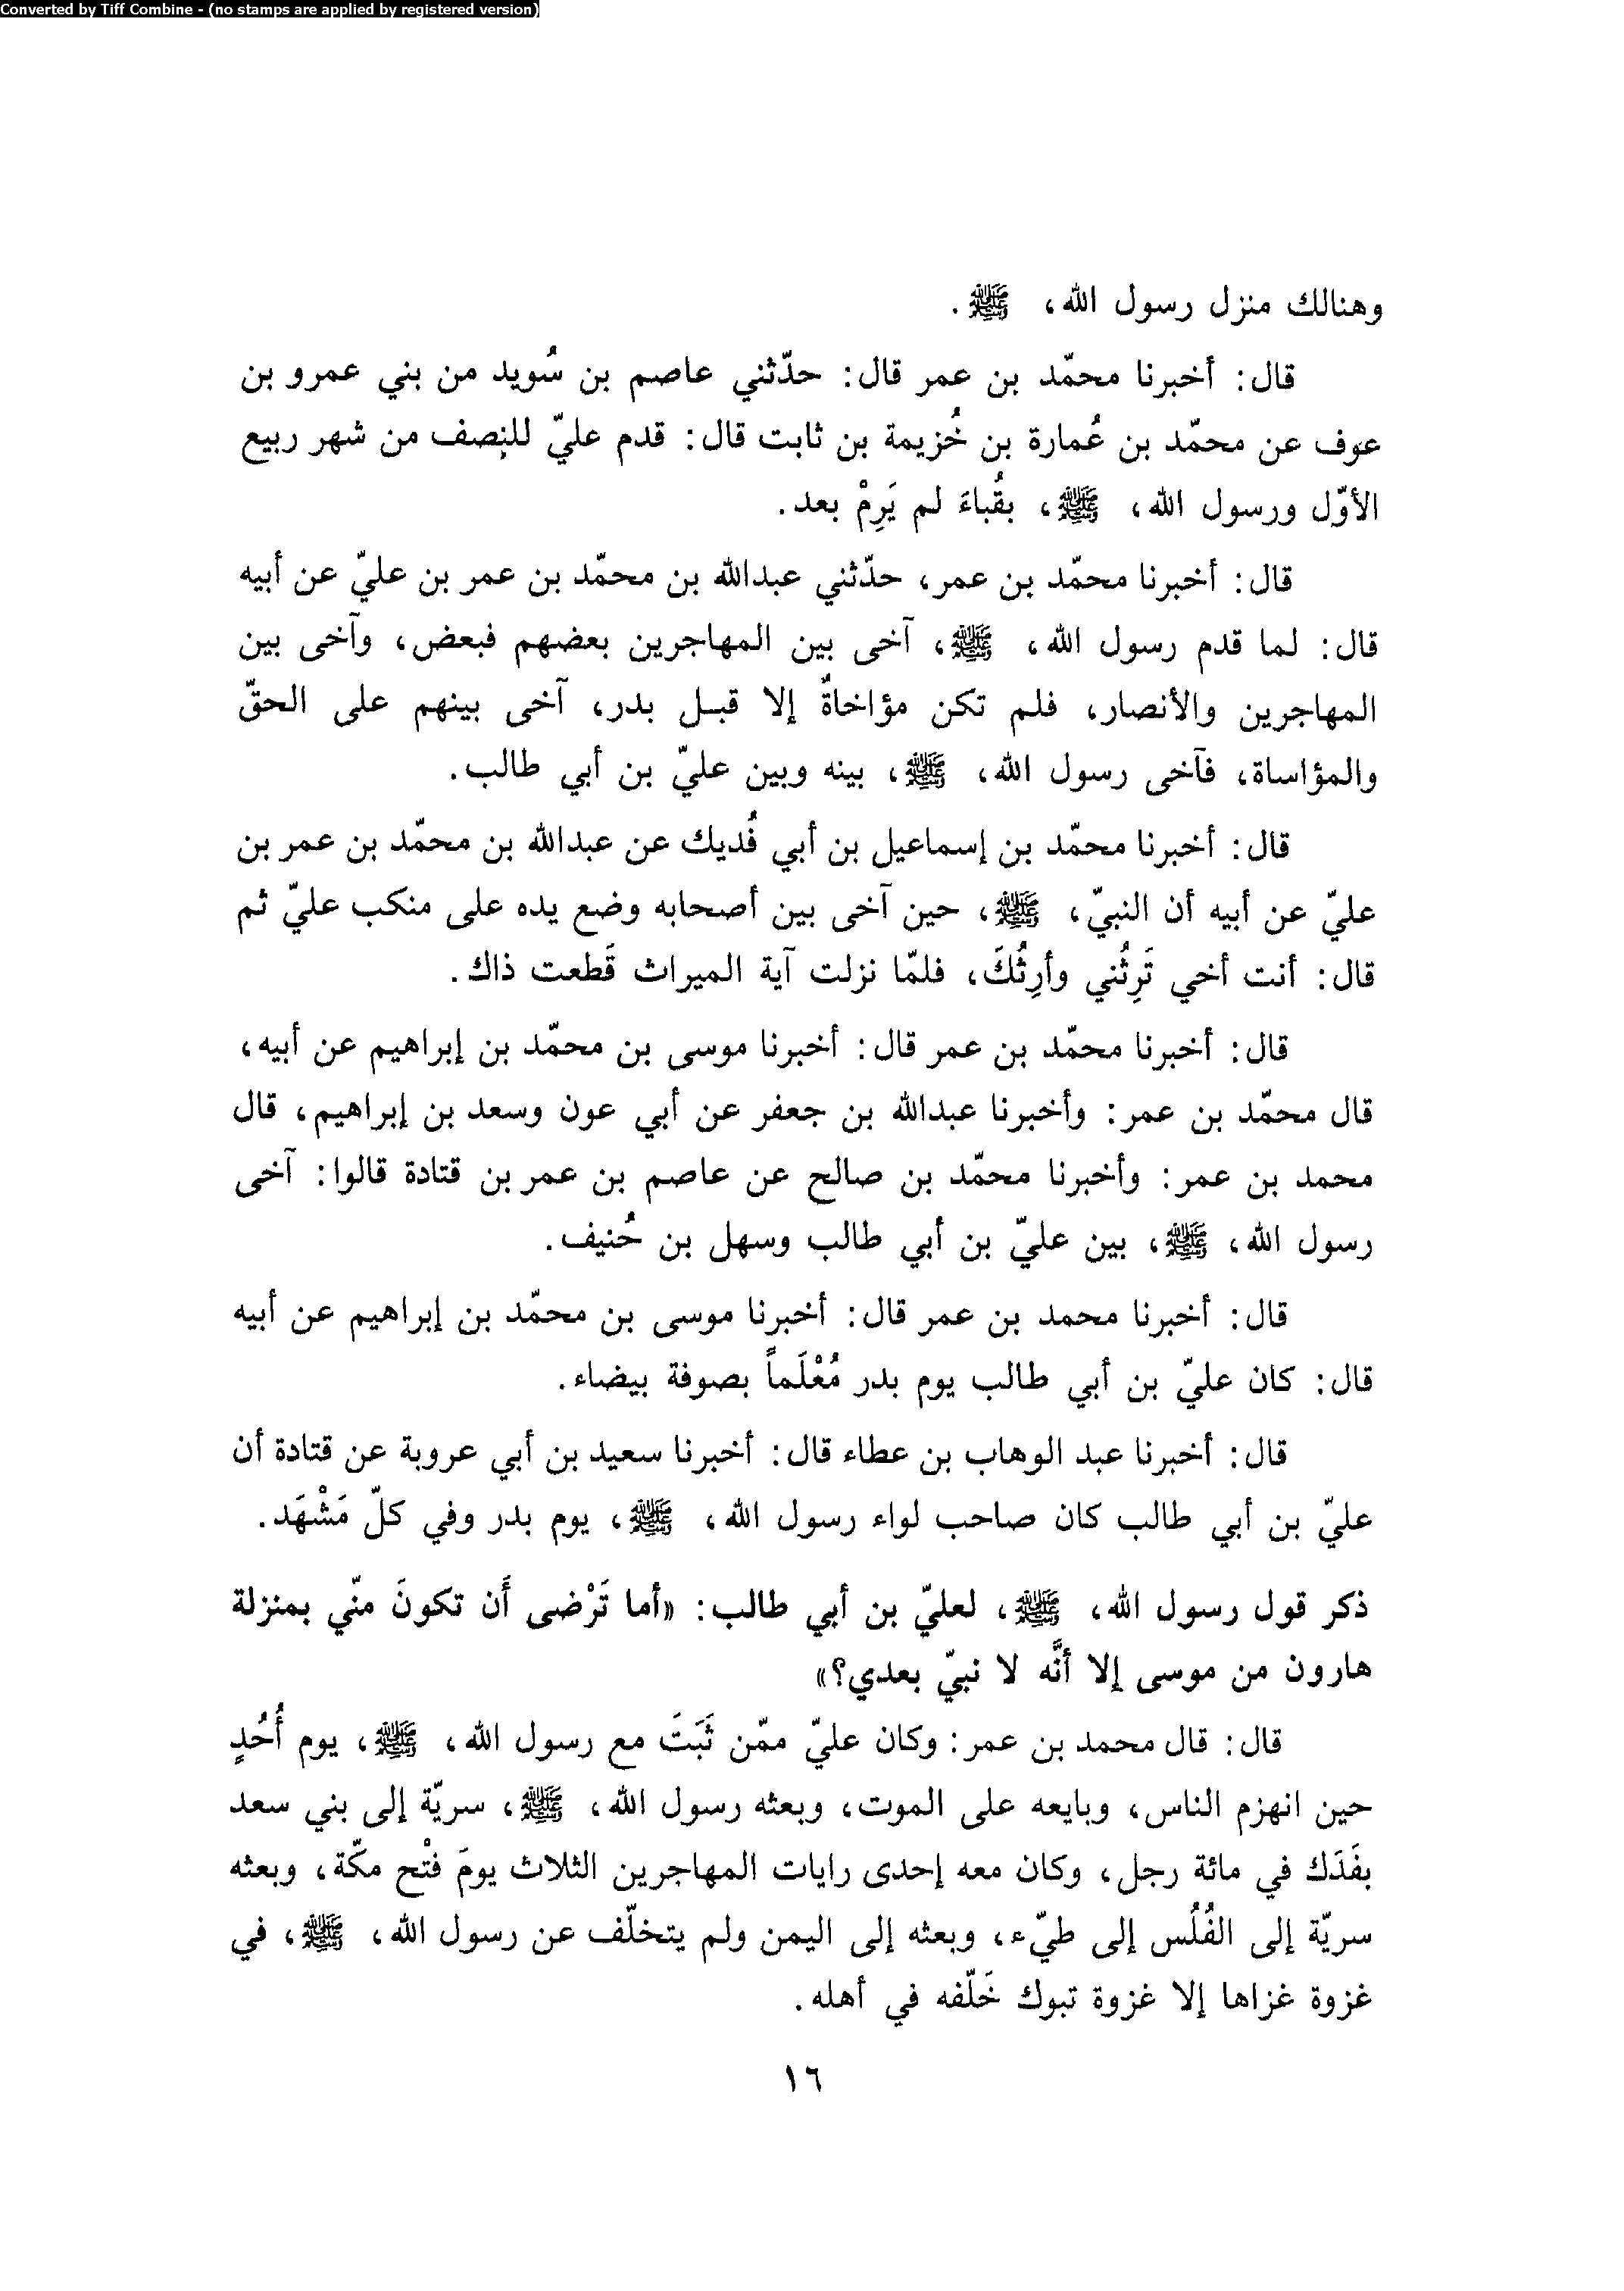 Converted by Tiff Combine - (no stamps are applied by registered version)
وهنالك منزل رسول الله، ﷺ.
قال: أخبرنا محمّد بن عمر قال: حدّثني عاصم بن سُويد من بني عمرو بن
عوف عن محمّد بن عُمارة بن خُزيمة بن ثابت قال: قدم عليّ للنِصف من شهر ربيع
الأوّل ورسول الله، ﷺ، بقُباءَ لم يَرِمْ بعد.
قال: أخبرنا محمّد بن عمر، حدّثني عبدالله بن محمّد بن عمر بن عليّ عن أبيه
قال: لما قدم رسول الله، ﷺ، آخى بين المهاجرين بعضهم فبعض، وآخى بين
المهاجرين والأنصار، فلم تكن مؤاخاةٌ إلا قبل بدر، آخى بينهم على الحقّ
والمؤاساة، فآخى رسول الله، ﷺ، بينه وبين عليّ بن أبي طالب.
قال: أخبرنا محمّد بن إسماعيل بن أبي فُديك عن عبدالله بن محمّد بن عمر بن
عليّ عن أبيه أن النبيّ، ﷺ، حين آخى بين أصحابه وضع يده على منكب عليّ ثم
قال: أنت أخي تَرِثُني وأرِثُكَ، فلمّا نزلت آية الميراث قَطعت ذاك.
قال: أخبرنا محمّد بن عمر قال: أخبرنا موسى بن محمّد بن إبراهيم عن أبيه،
قال محمّد بن عمر: وأخبرنا عبدالله بن جعفر عن أبي عون وسعد بن إبراهيم، قال
محمد بن عمر: وأخبرنا محمّد بن صالح عن عاصم بن عمر بن قتادة قالوا: آخى
رسول الله، ﷺ، بين عليّ بن أبي طالب وسهل بن حُنيف.
قال: أخبرنا محمد بن عمر قال: أخبرنا موسى بن محمّد بن إبراهيم عن أبيه
قال: كان عليّ بن أبي طالب يوم بدر مُعْلَماً بصوفة بيضاء.
قال: أخبرنا عبد الوهاب بن عطاء قال: أخبرنا سعيد بن أبي عروبة عن قتادة أن
عليّ بن أبي طالب كان صاحب لواء رسول الله، ﷺ، يوم بدر وفي كلّ مَشْهَد.
ذكر قول رسول الله، ﷺ، لعليّ بن أبي طالب: «أما تَرْضى أَن تكونَ منّي بمنزلة
هارون من موسى إلا أنَّه لا نبيّ بعدي؟»
قال: قال محمد بن عمر: وكان عليّ ممّن ثَبَتَ مع رسول الله، ﷺ، يوم أُحُدٍ
حين انهزم الناس، وبايعه على الموت، وبعثه رسول الله، ﷺ، سريّة إلى بني سعد
بفَدَك في مائة رجل، وكان معه إحدى رايات المهاجرين الثلاث يومَ فتْح مكّة، وبعثه
سريّة إلى الفُلُس إلى طيّء، وبعثه إلى اليمن ولم يتخلّف عن رسول الله، ﷺ، في
غزوة غزاها إلا غزوة تبوك خَلّفه في أهله.
١٦